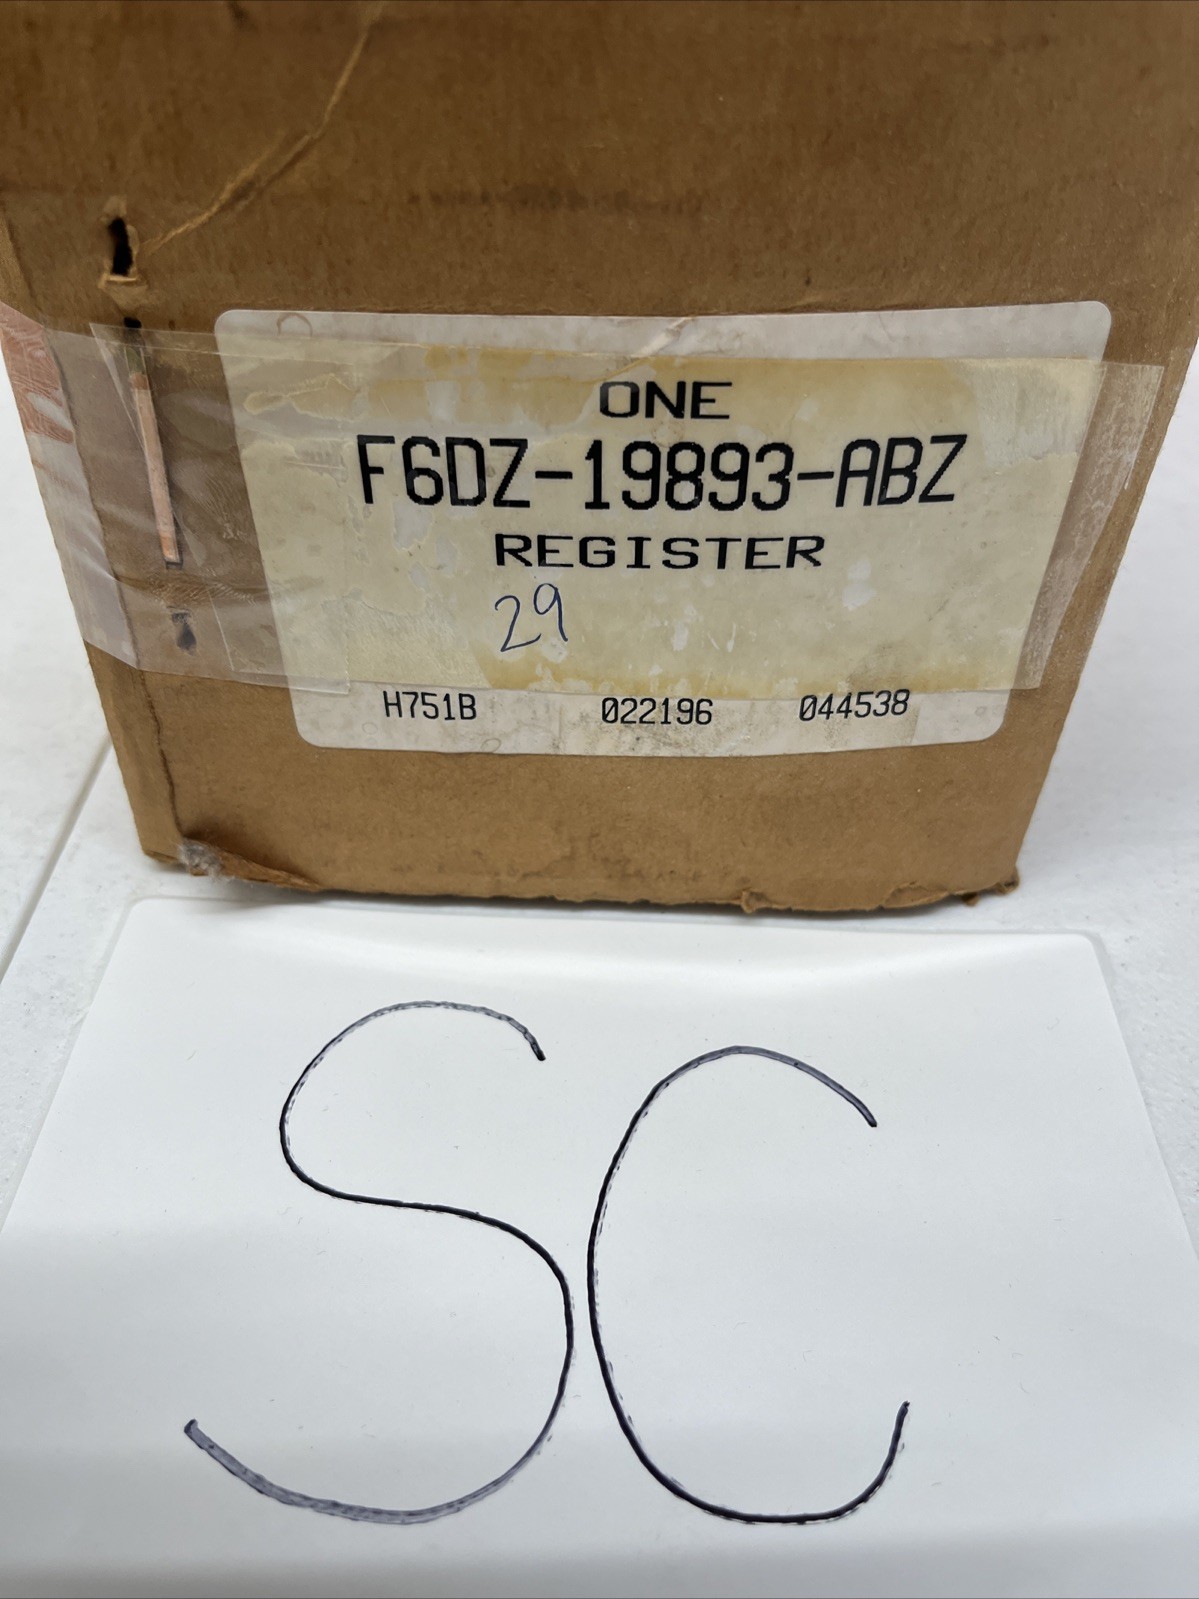 ONE
F6DZ-19893-ABZ
REGISTER
29
H751B 022196 044538
SC